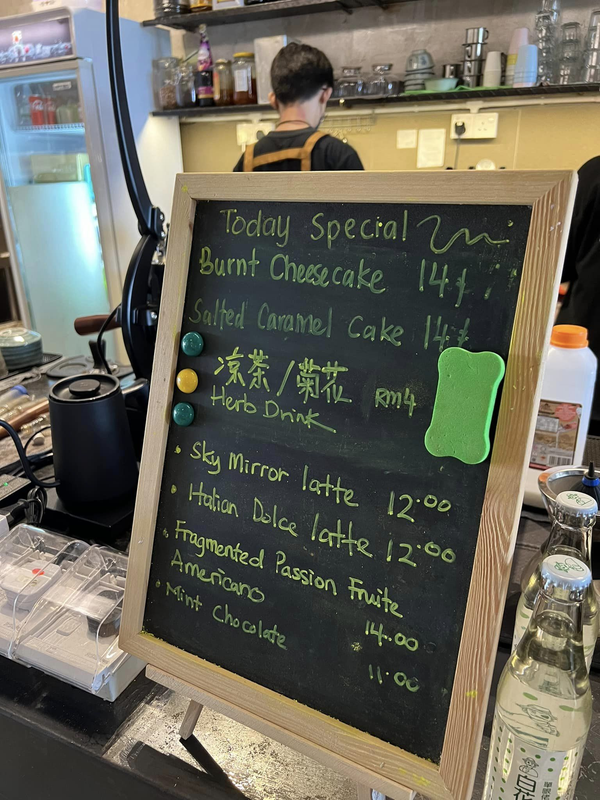 Today Special
Burnt Cheesecake 14
Salted Caramel Cake 14
凉茶/菊花
Herb Drink RM4
• Sky Mirror latte 12.00
• Italian Dolce latte 12.00
• Fragmented Passion Fruite
Americano 14.00
• Mint Chocolate 11.00